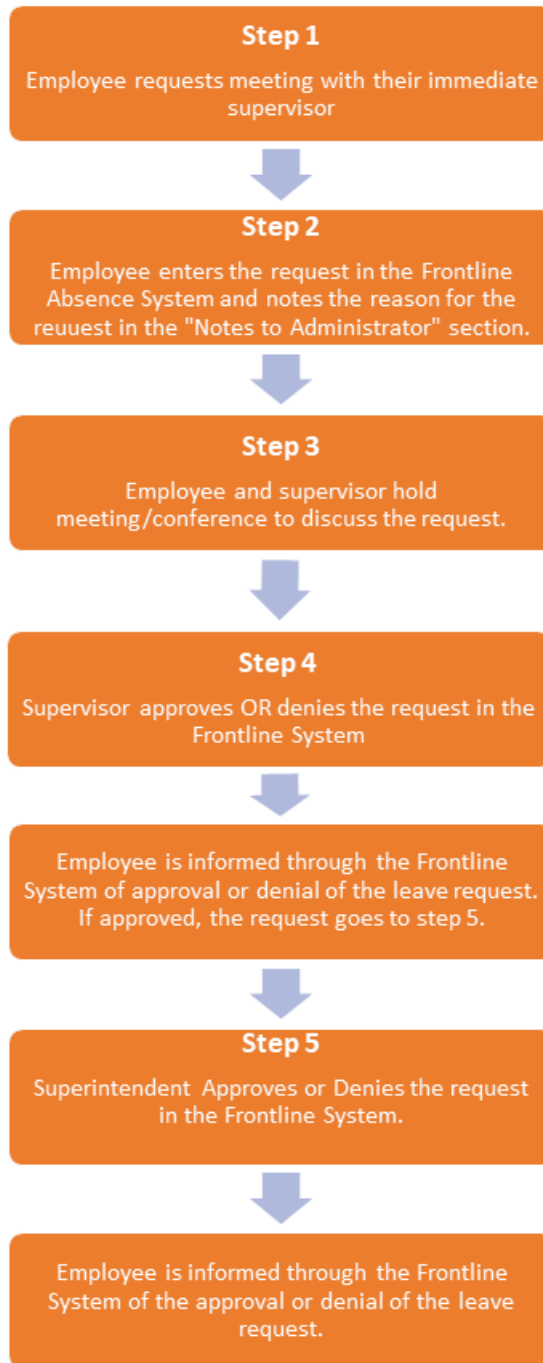 Step 1
Employee requests meeting with their immediate
supervisor
Step 2
Employee enters the request in the Frontline
Absence System and notes the reason for the
reuuest in the "Notes to Administrator" section.
Step 3
Employee and supervisor hold
meeting/conference to discuss the request.
Step 4
Supervisor approves OR denies the request in the
Frontline System
Employee is informed through the Frontline
System of approval or denial of the leave request.
If approved, the request goes to step 5.
Step 5
Superintendent Approves or Denies the request
in the Frontline System.
Employee is informed through the Frontline
System of the approval or denial of the leave
request.